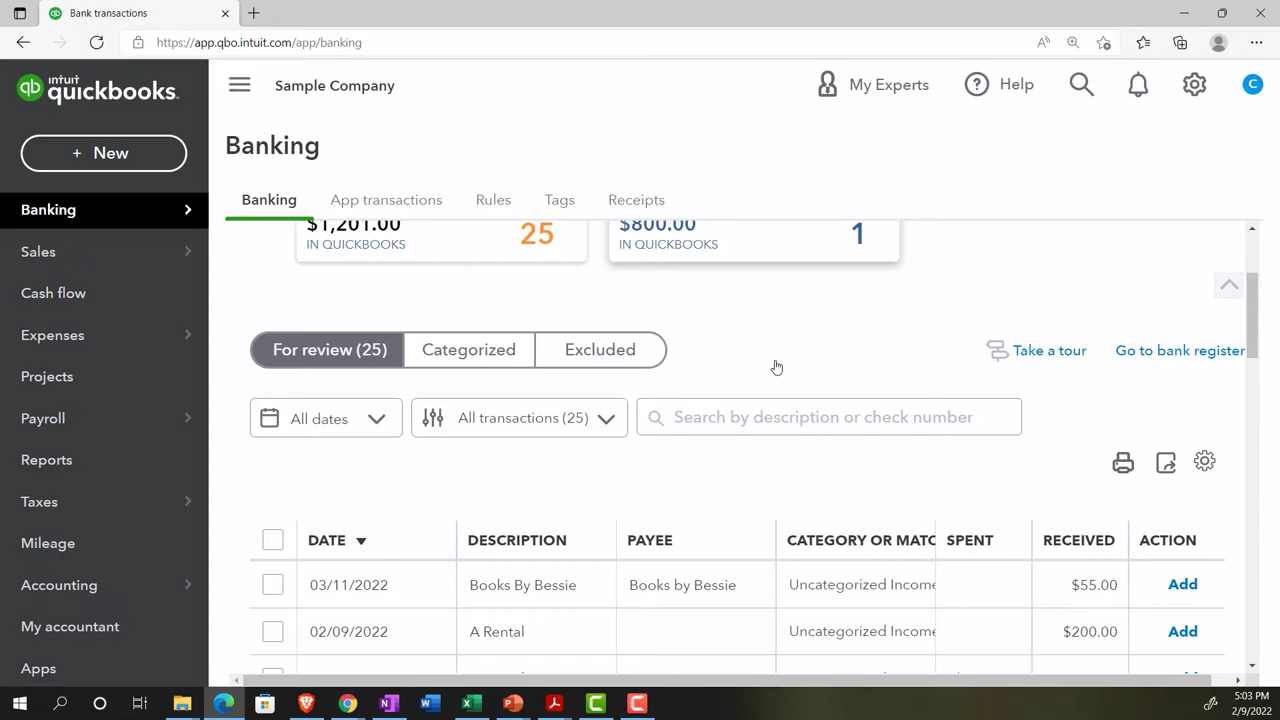 Bank transactions
https://app.qbo.intuit.com/app/banking
qb intuit quickbooks.
Sample Company
My Experts
Help
C
+ New
Banking
Sales
Cash flow
Expenses
Projects
Payroll
Reports
Taxes
Mileage
Accounting
My accountant
Apps
Banking
Banking App transactions Rules Tags Receipts
$1,201.00 $800.00
IN QUICKBOOKS 25 IN QUICKBOOKS 1
For review (25) Categorized Excluded Take a tour Go to bank register
All dates All transactions (25) Search by description or check number
DATE DESCRIPTION PAYEE CATEGORY OR MATC SPENT RECEIVED ACTION
03/11/2022 Books By Bessie Books by Bessie Uncategorized Income $55.00 Add
02/09/2022 A Rental Uncategorized Income $200.00 Add
5:03 PM
2/9/2022